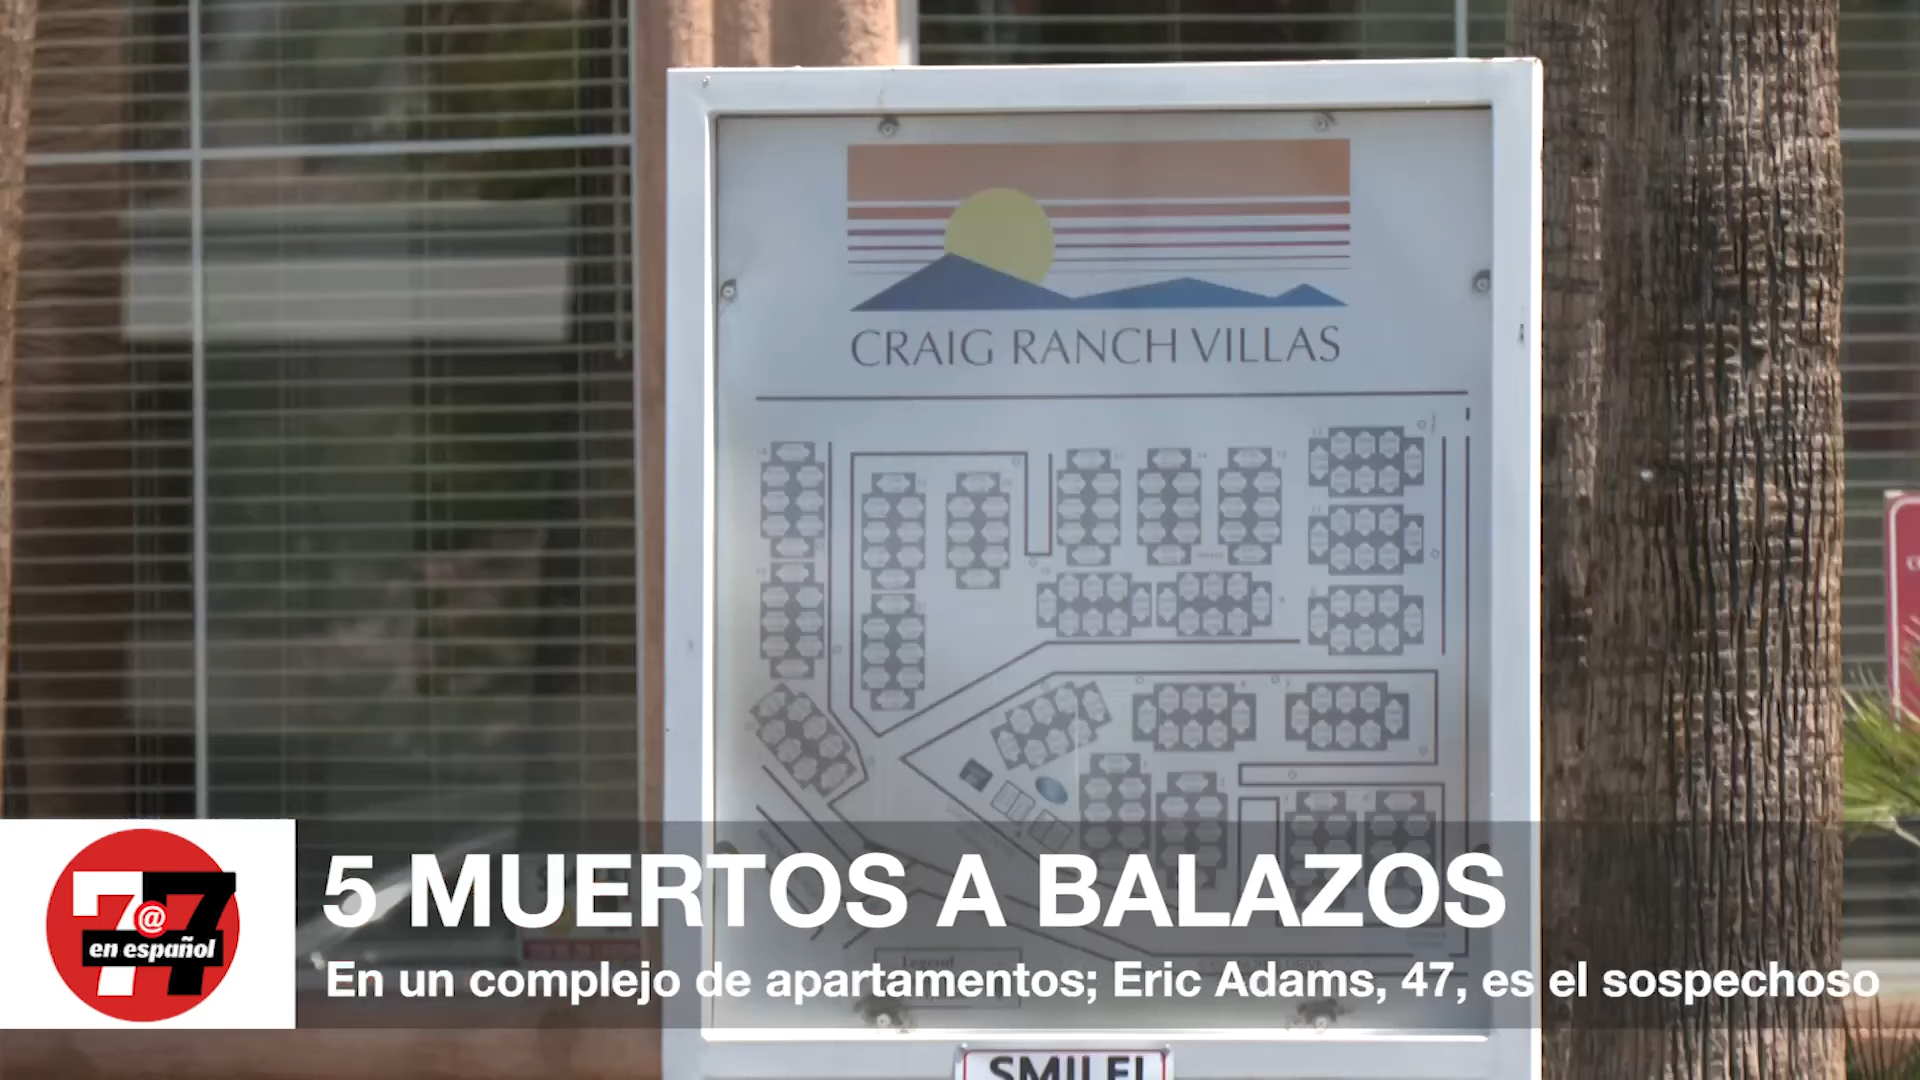 CRAIG RANCH VILLAS
7@7
en español
5 MUERTOS A BALAZOS
En un complejo de apartamentos; Eric Adams, 47, es el sospechoso
SMILE!